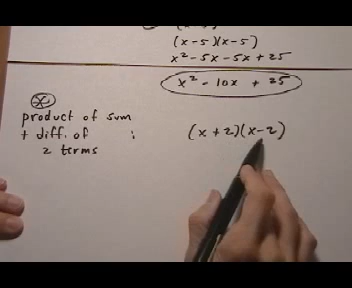 (x-5)(x-5)
x² - 5x - 5x + 25
x² - 10x + 25
product of sum
+ diff. of :
2 terms
(x+2)(x-2)